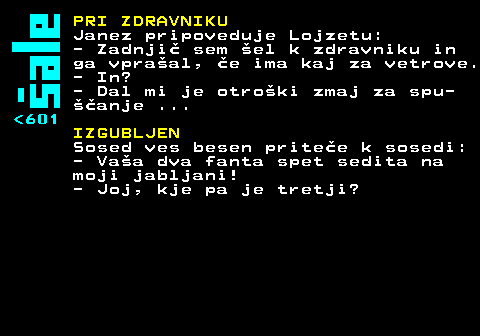 šale
<601
PRI ZDRAVNIKU
Janez pripoveduje Lojzetu:
- Zadnjič sem šel k zdravniku in
ga vprašal, če ima kaj za vetrove.
- In?
- Dal mi je otroški zmaj za spu-
ščanje ...
IZGUBLJEN
Sosed ves besen priteče k sosedi:
- Vaša dva fanta spet sedita na
moji jabljani!
- Joj, kje pa je tretji?